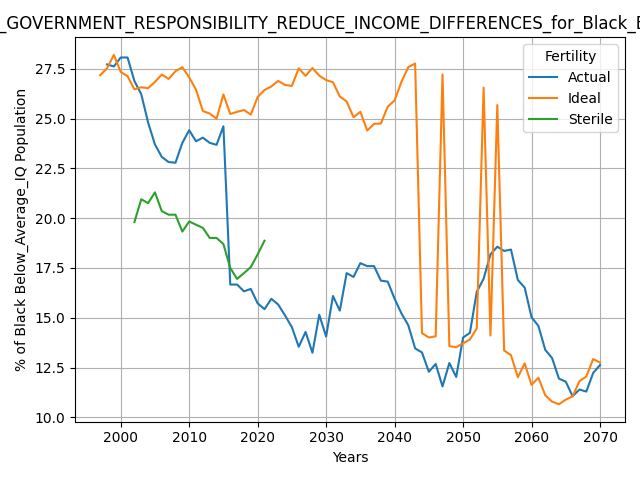 _GOVERNMENT_RESPONSIBILITY_REDUCE_INCOME_DIFFERENCES_for_Black_B
Fertility
Actual
Ideal
Sterile
% of Black Below_Average_IQ Population
27.5
25.0
22.5
20.0
17.5
15.0
12.5
10.0
2000 2010 2020 2030 2040 2050 2060 2070
Years